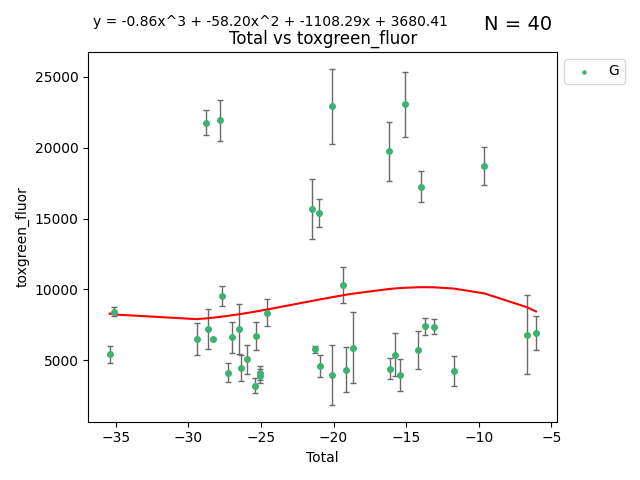 y = -0.86x^3 + -58.20x^2 + -1108.29x + 3680.41
N = 40
Total vs toxgreen_fluor
G
25000
20000
15000
10000
5000
toxgreen_fluor
−35 −30 −25 −20 −15 −10 −5
Total